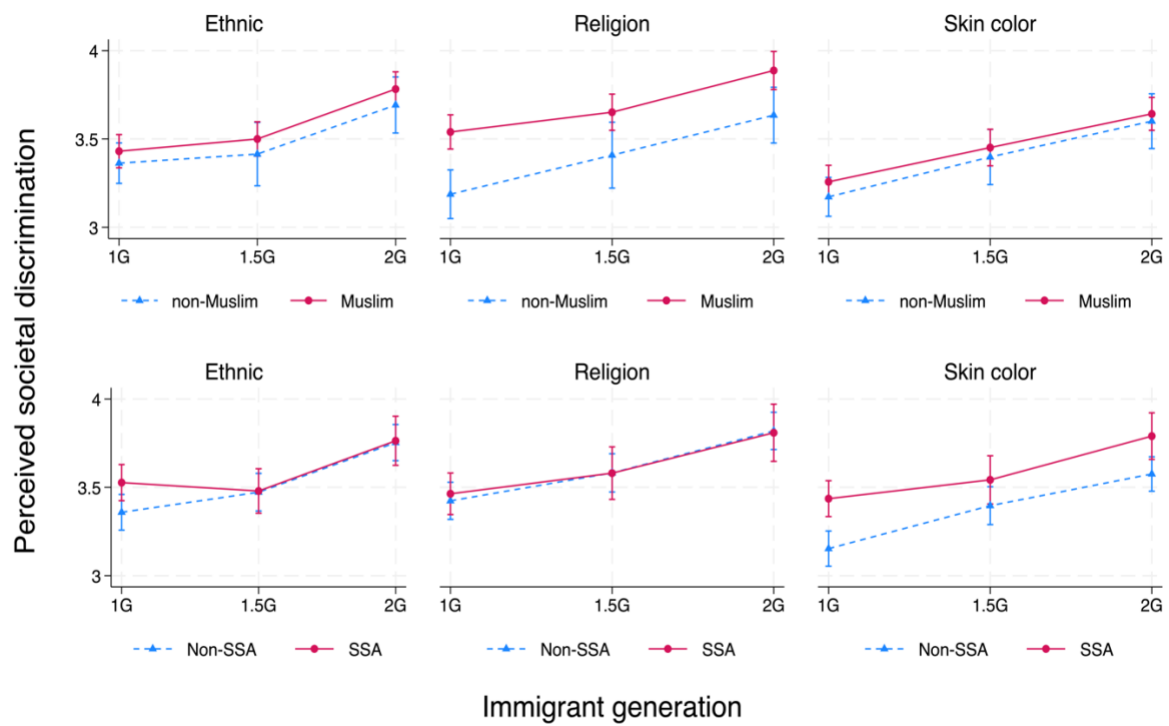 Perceived societal discrimination
Ethnic
4
3.5
3
1G 1.5G 2G
non-Muslim Muslim
Religion
1G 1.5G 2G
non-Muslim Muslim
Skin color
1G 1.5G 2G
non-Muslim Muslim
Ethnic
4
3.5
3
1G 1.5G 2G
Non-SSA SSA
Religion
1G 1.5G 2G
Non-SSA SSA
Skin color
1G 1.5G 2G
Non-SSA SSA
Immigrant generation